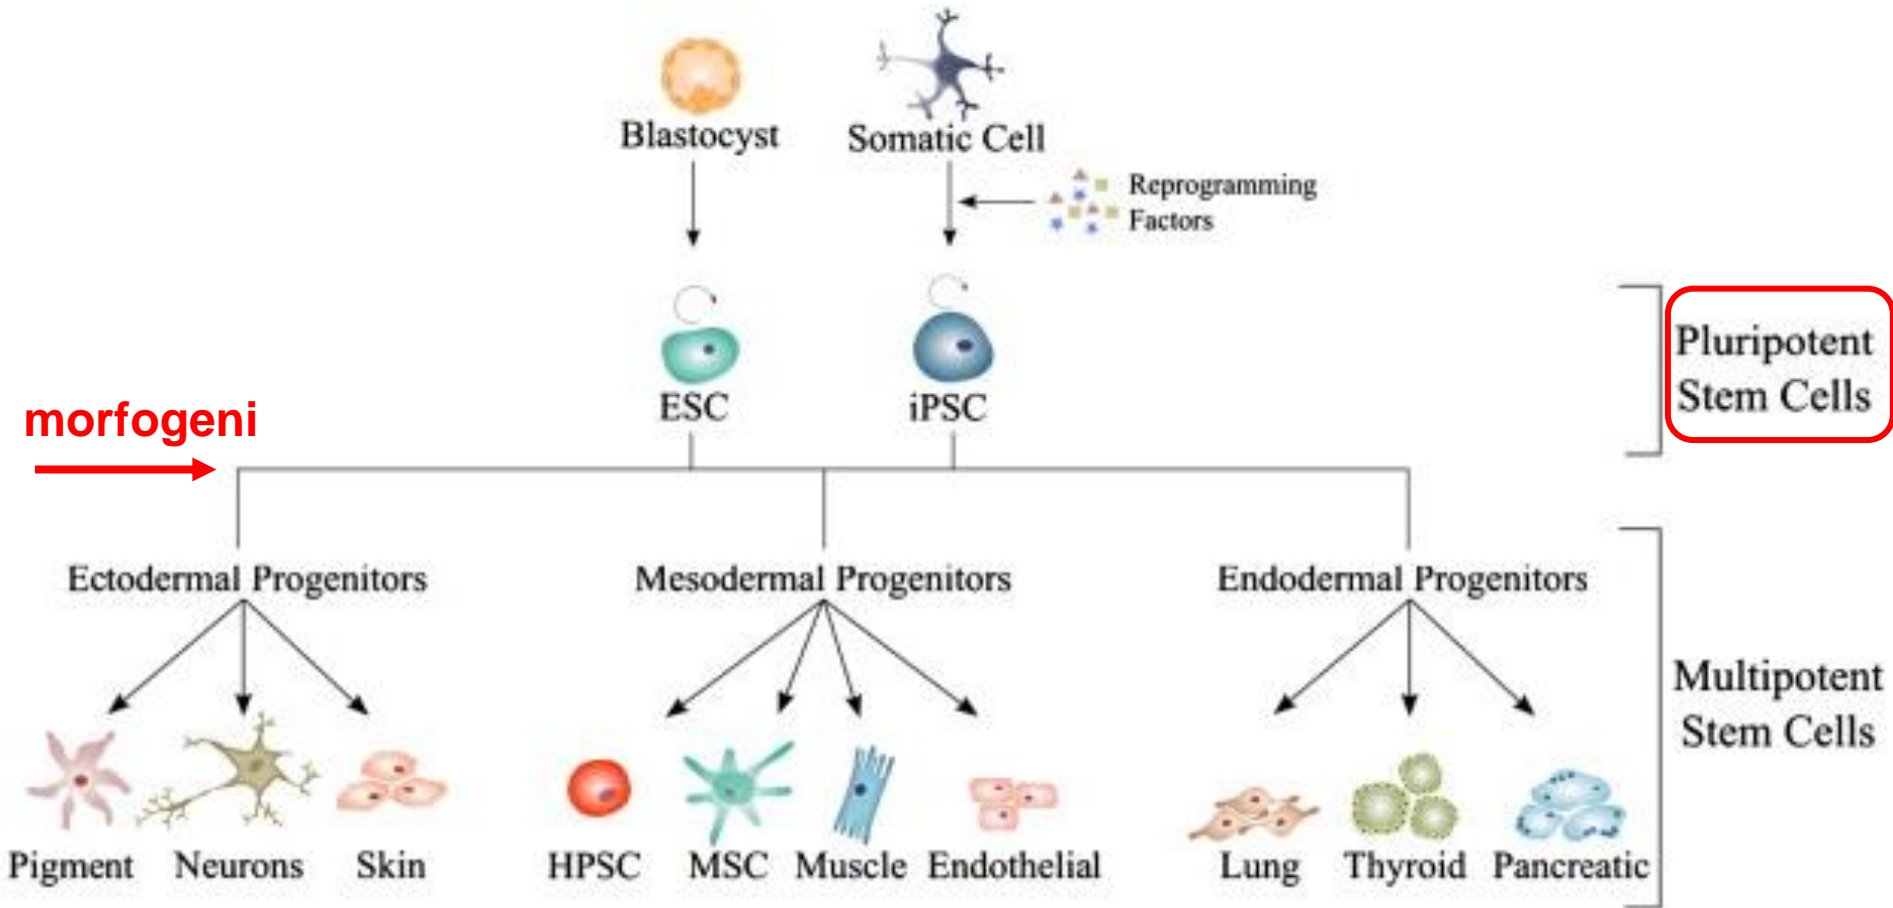 Blastocyst
Somatic Cell
Reprogramming
Factors
ESC
iPSC
Pluripotent
Stem Cells
morfogeni
Ectodermal Progenitors
Mesodermal Progenitors
Endodermal Progenitors
Multipotent
Stem Cells
Pigment
Neurons
Skin
HPSC
MSC
Muscle
Endothelial
Lung
Thyroid
Pancreatic